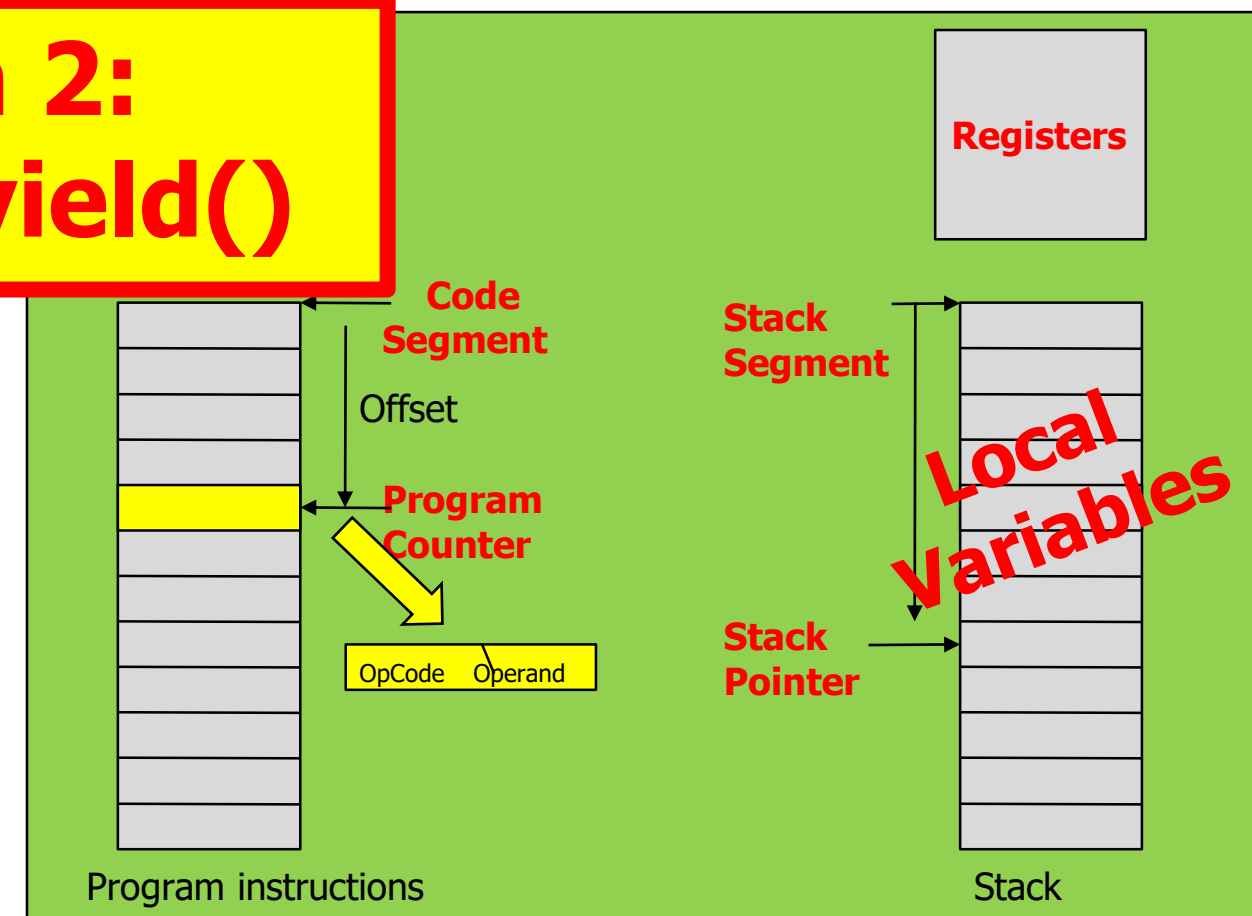 2:
yield()
Registers
Code
Segment
Offset
Program
Counter
OpCode Operand
Program instructions
Stack
Segment
Local
Variables
Stack
Pointer
Stack